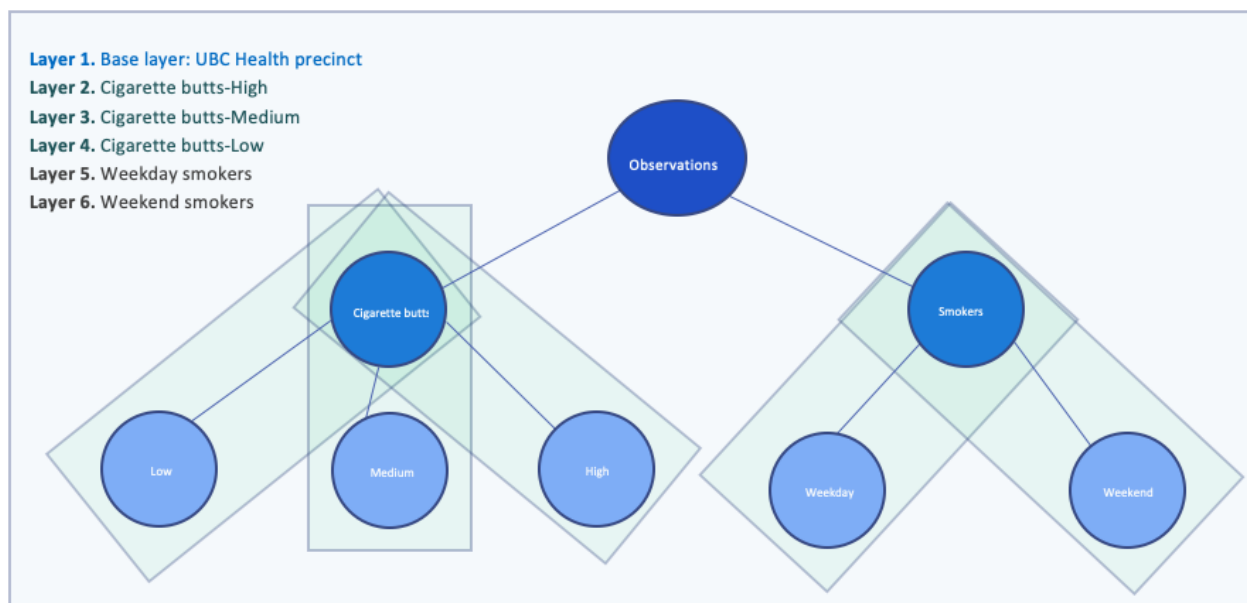 Layer 1. Base layer: UBC Health precinct
Layer 2. Cigarette butts-High
Layer 3. Cigarette butts-Medium
Layer 4. Cigarette butts-Low
Layer 5. Weekday smokers
Layer 6. Weekend smokers
Observations
Cigarette butts
Smokers
Low
Medium
High
Weekday
Weekend